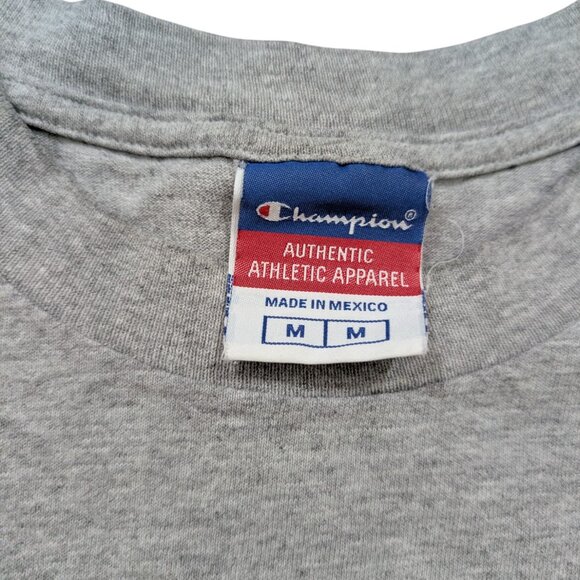 Champion®
AUTHENTIC
ATHLETIC APPAREL
MADE IN MEXICO
M M